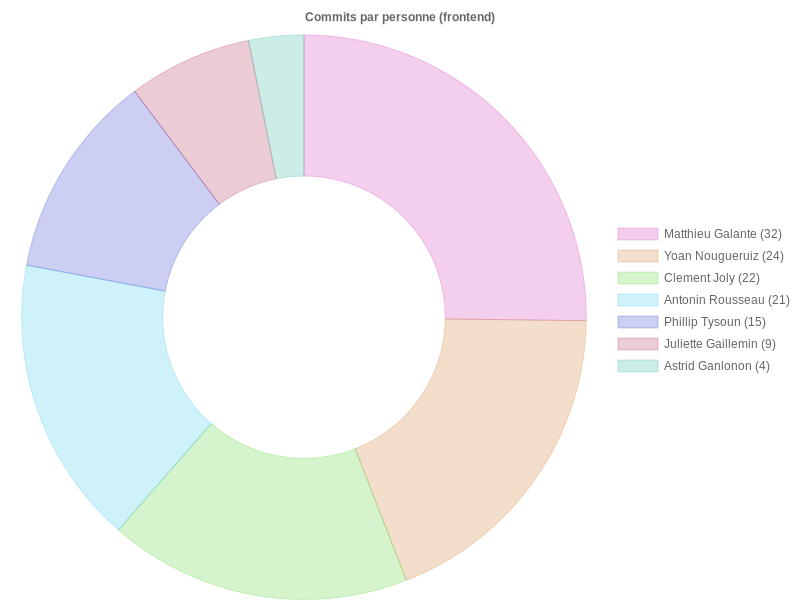 Commits par personne (frontend)
Matthieu Galante (32)
Yoan Nougueruiz (24)
Clement Joly (22)
Antonin Rousseau (21)
Phillip Tysoun (15)
Juliette Gaillemin (9)
Astrid Ganlonon (4)